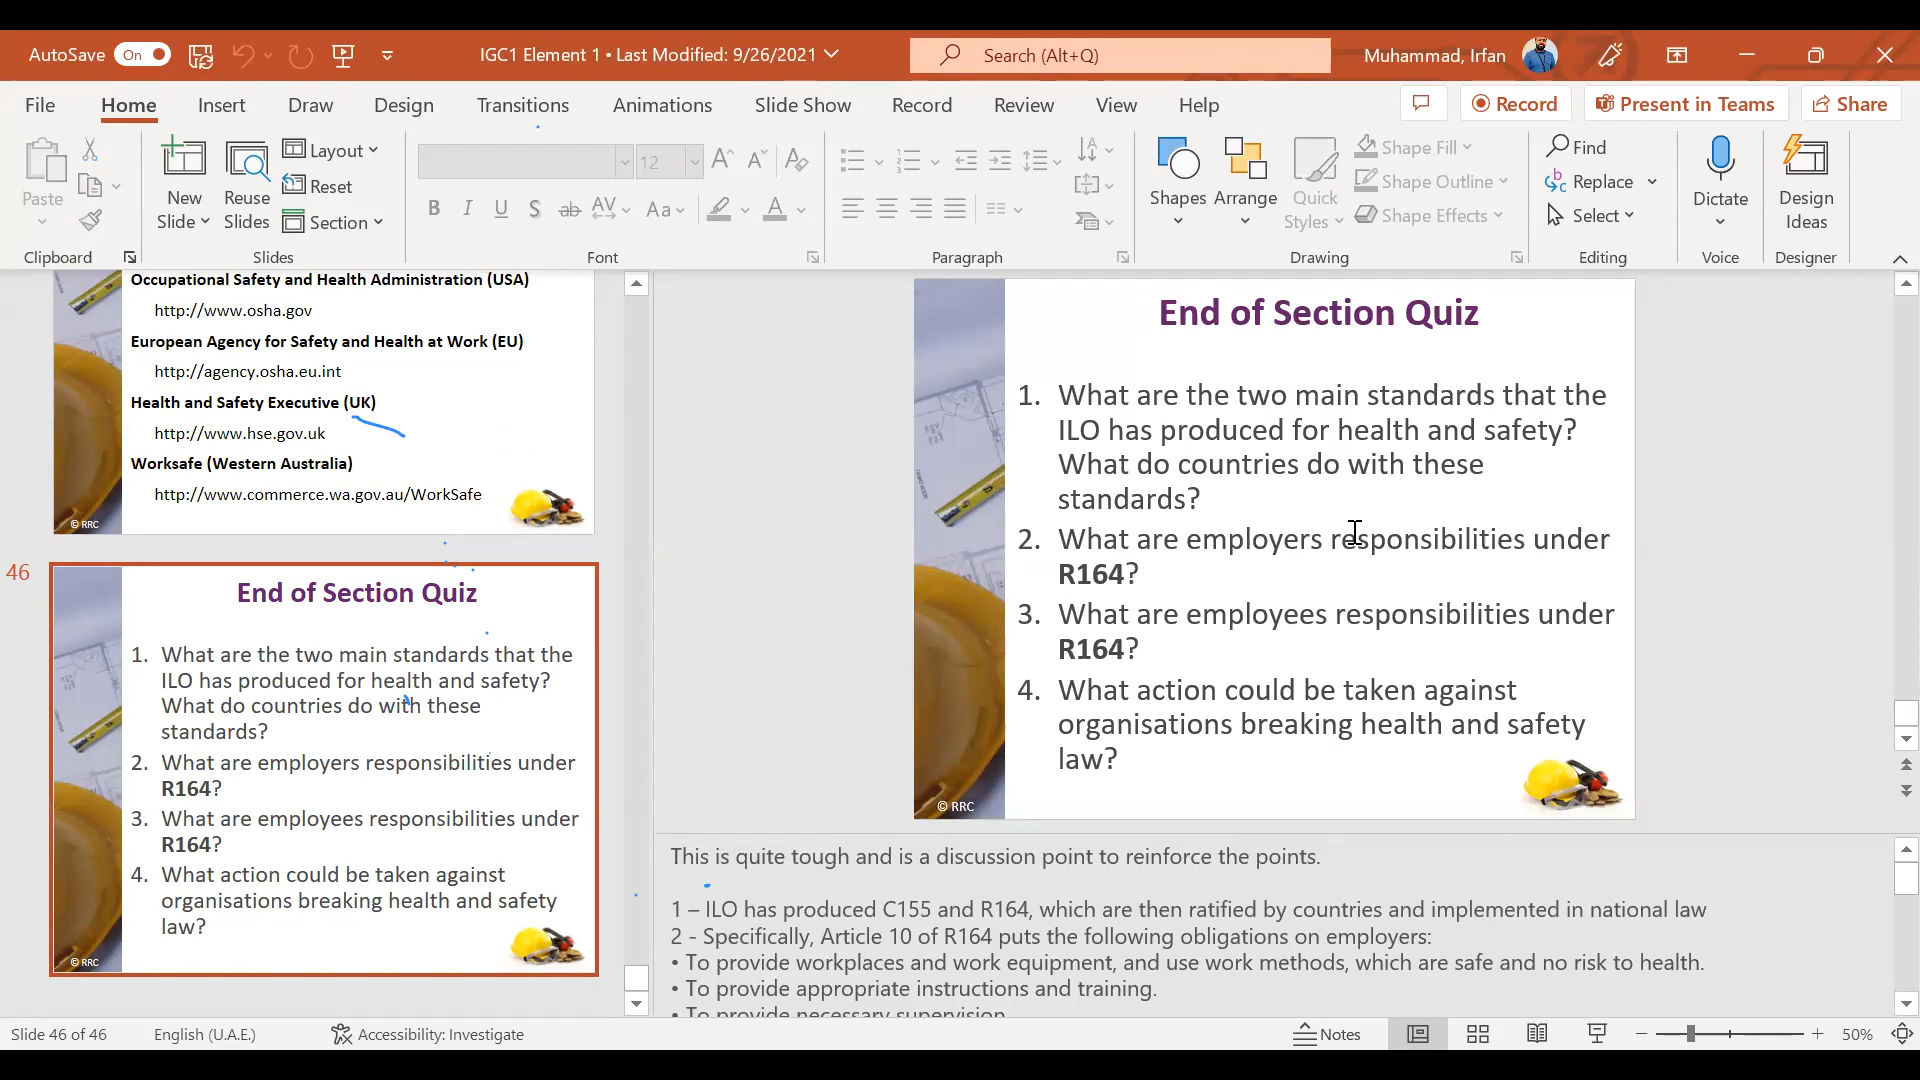 AutoSave On
IGC1 Element 1 • Last Modified: 9/26/2021
Search (Alt+Q)
Muhammad, Irfan
File Home Insert Draw Design Transitions Animations Slide Show Record Review View Help
Record Present in Teams Share
Paste
Clipboard
New Slide
Reuse Slides
Layout
Reset
Section
Slides
12
B I U S ab AV Aa A
Font
Paragraph
Shapes
Arrange
Quick Styles
Shape Fill
Shape Outline
Shape Effects
Drawing
Find
Replace
Select
Editing
Dictate
Voice
Design Ideas
Designer
Occupational Safety and Health Administration (USA)
http://www.osha.gov
European Agency for Safety and Health at Work (EU)
http://agency.osha.eu.int
Health and Safety Executive (UK)
http://www.hse.gov.uk
Worksafe (Western Australia)
http://www.commerce.wa.gov.au/WorkSafe
© RRC
46
End of Section Quiz
1. What are the two main standards that the
ILO has produced for health and safety?
What do countries do with these
standards?
2. What are employers responsibilities under
R164?
3. What are employees responsibilities under
R164?
4. What action could be taken against
organisations breaking health and safety
law?
© RRC
End of Section Quiz
1. What are the two main standards that the
ILO has produced for health and safety?
What do countries do with these
standards?
2. What are employers responsibilities under
R164?
3. What are employees responsibilities under
R164?
4. What action could be taken against
organisations breaking health and safety
law?
© RRC
This is quite tough and is a discussion point to reinforce the points.
1 – ILO has produced C155 and R164, which are then ratified by countries and implemented in national law
2 - Specifically, Article 10 of R164 puts the following obligations on employers:
• To provide workplaces and work equipment, and use work methods, which are safe and no risk to health.
• To provide appropriate instructions and training.
• To provide necessary supervision
Slide 46 of 46
English (U.A.E.)
Accessibility: Investigate
Notes
50%